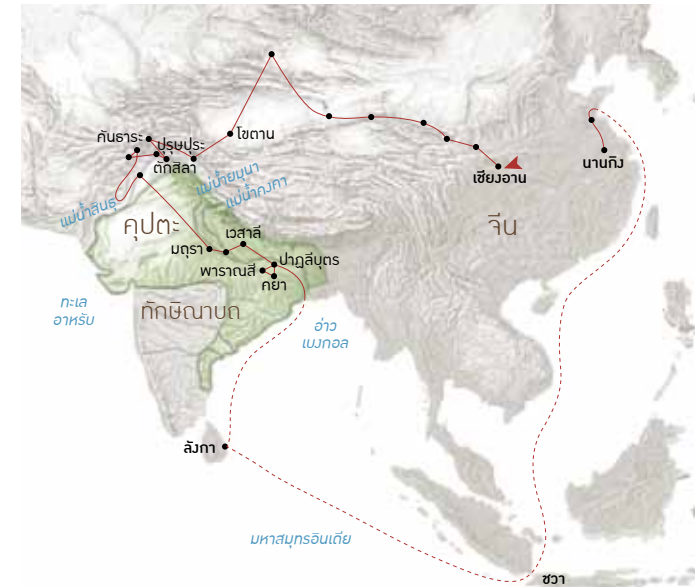 คันธาระ
ปุรุษปุระ
ตักสิลา
โขตาน
เชียงอาน
นานกิง
แม่น้ำสินธุ
แม่น้ำยมุนา
แม่น้ำคงคา
คุปตะ
จีน
เวสาลี
มถุรา
ปาฏลีบุตร
พาราณสี
คยา
ทะเล
อาหรับ
ทักษิณาบถ
อ่าว
เบงกอล
ลังกา
มหาสมุทรอินเดีย
ชวา